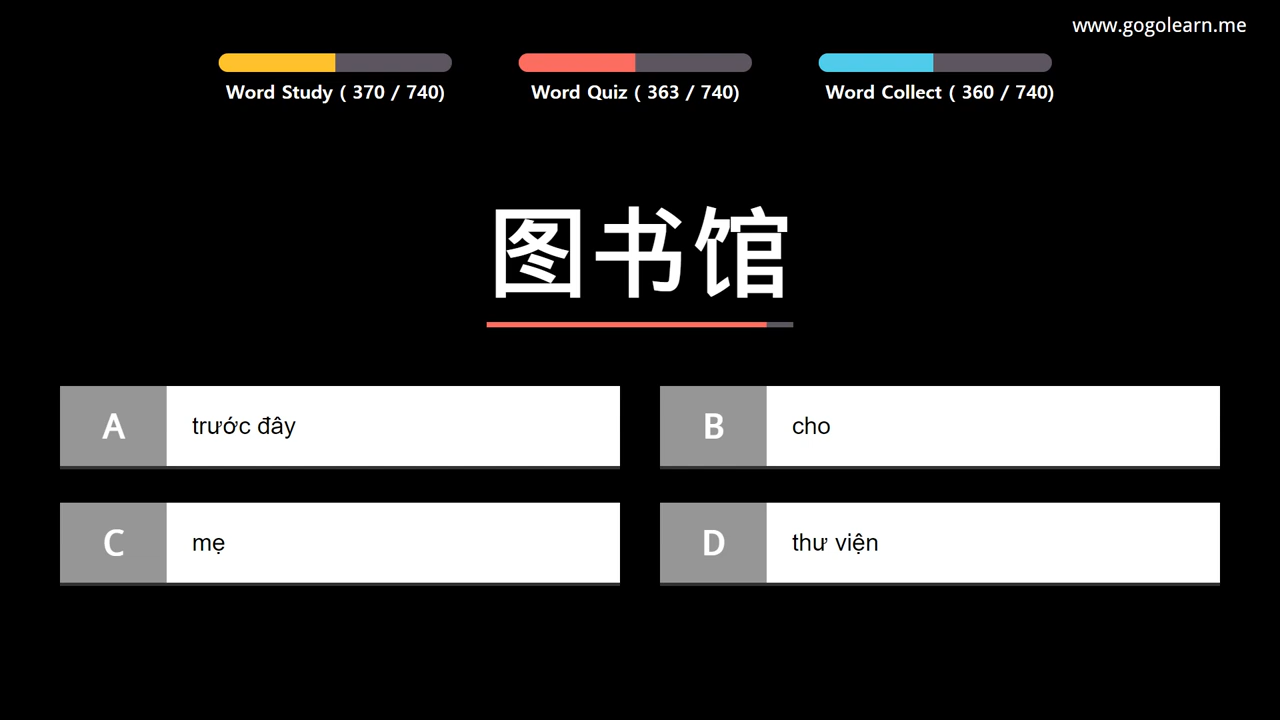 www.gogolearn.me
Word Study ( 370 / 740)
Word Quiz ( 363 / 740)
Word Collect ( 360 / 740)
图书馆
A trước đây
B cho
C mẹ
D thư viện